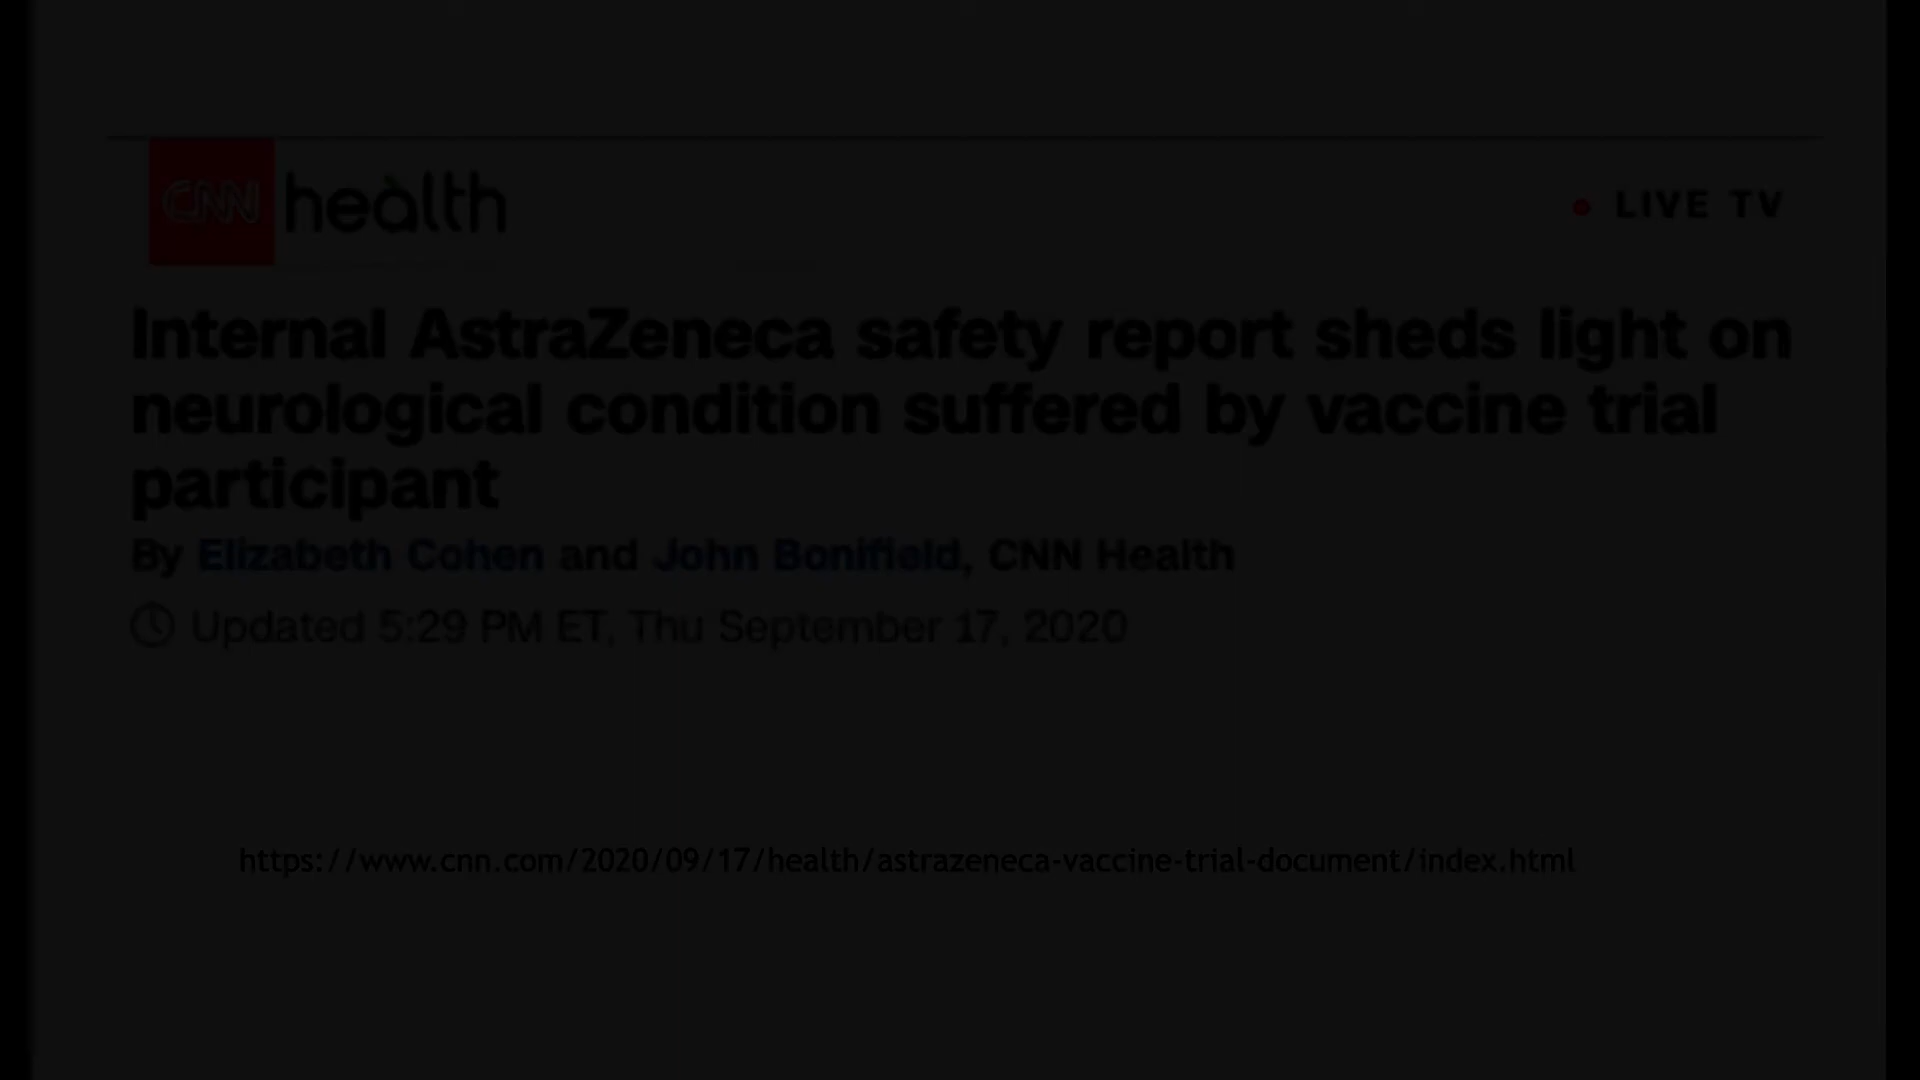 CNN health
LIVE TV
Internal AstraZeneca safety report sheds light on
neurological condition suffered by vaccine trial
participant
By Elizabeth Cohen and John Bonifield, CNN Health
Updated 5:29 PM ET, Thu September 17, 2020
https://www.cnn.com/2020/09/17/health/astrazeneca-vaccine-trial-document/index.html